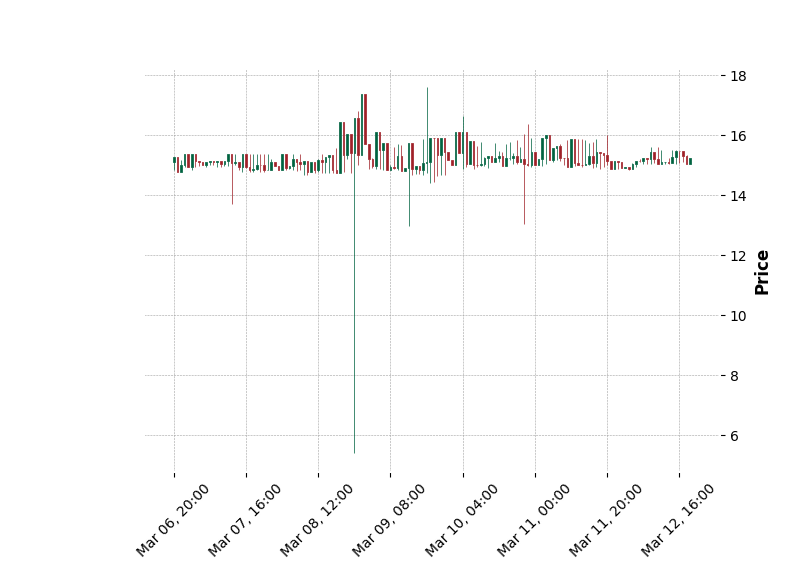 18
16
14
12
10
8
6
Price
Mar 06, 20:00
Mar 07, 16:00
Mar 08, 12:00
Mar 09, 08:00
Mar 10, 04:00
Mar 11, 00:00
Mar 11, 20:00
Mar 12, 16:00